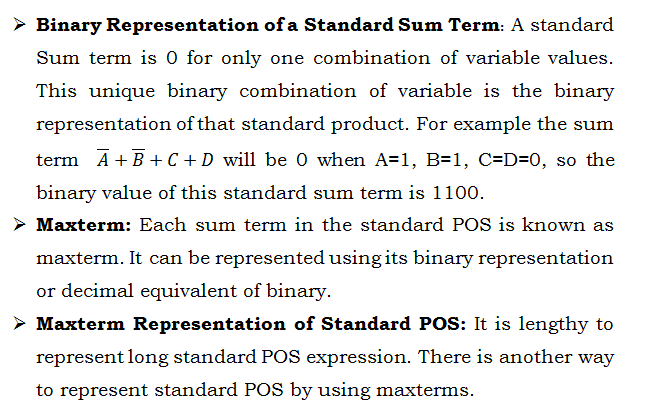 ➢ Binary Representation of a Standard Sum Term: A standard
Sum term is 0 for only one combination of variable values.
This unique binary combination of variable is the binary
representation of that standard product. For example the sum
term A̅ + B̅ + C + D will be 0 when A=1, B=1, C=D=0, so the
binary value of this standard sum term is 1100.
➢ Maxterm: Each sum term in the standard POS is known as
maxterm. It can be represented using its binary representation
or decimal equivalent of binary.
➢ Maxterm Representation of Standard POS: It is lengthy to
represent long standard POS expression. There is another way
to represent standard POS by using maxterms.